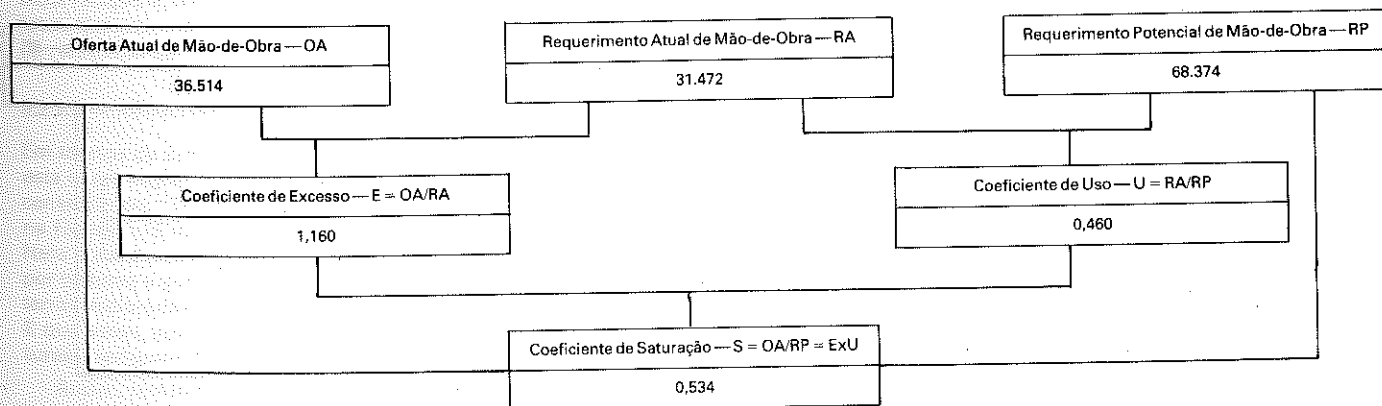 Oferta Atual de Mão-de-Obra — OA
36.514
Requerimento Atual de Mão-de-Obra — RA
31.472
Requerimento Potencial de Mão-de-Obra — RP
68.374
Coeficiente de Excesso — E = OA/RA
1,160
Coeficiente de Uso — U = RA/RP
0,460
Coeficiente de Saturação — S = OA/RP = ExU
0,534